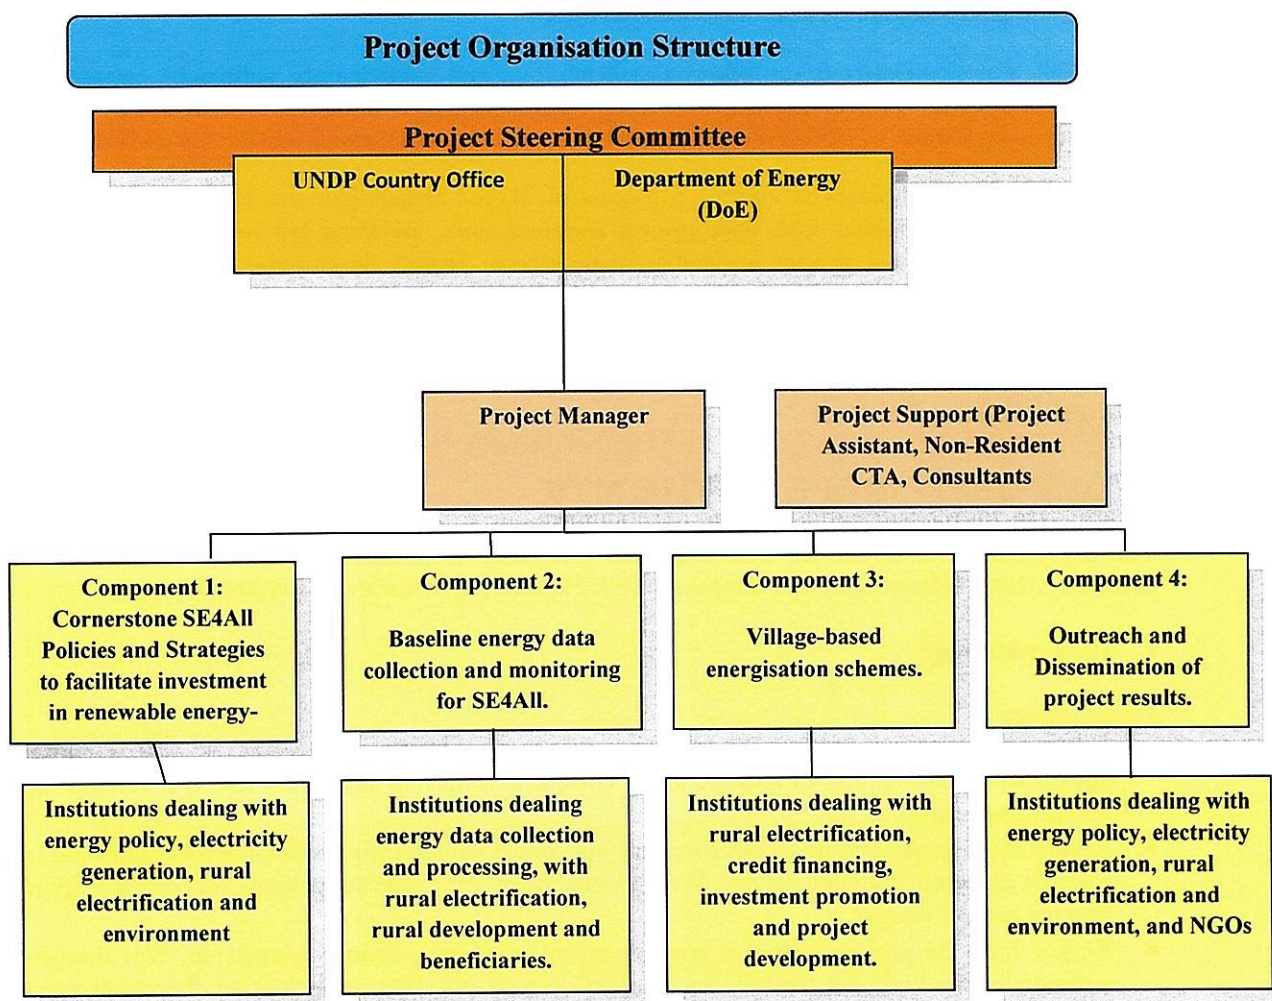 Project Organisation Structure
Project Steering Committee
UNDP Country Office
Department of Energy
(DoE)
Project Manager
Project Support (Project
Assistant, Non-Resident
CTA, Consultants
Component 1:
Cornerstone SE4All
Policies and Strategies
to facilitate investment
in renewable energy-
Component 2:
Baseline energy data
collection and monitoring
for SE4All.
Component 3:
Village-based
energisation schemes.
Component 4:
Outreach and
Dissemination of
project results.
Institutions dealing with
energy policy, electricity
generation, rural
electrification and
environment
Institutions dealing
energy data collection
and processing, with
rural electrification,
rural development and
beneficiaries.
Institutions dealing with
rural electrification,
credit financing,
investment promotion
and project
development.
Institutions dealing with
energy policy, electricity
generation, rural
electrification and
environment, and NGOs